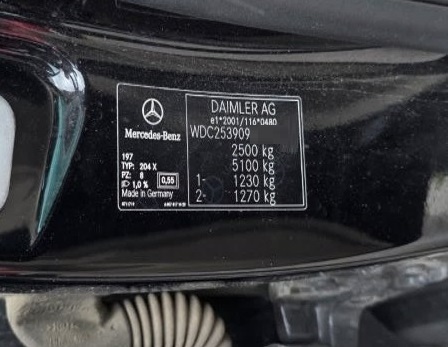 DAIMLER AG
e1*2001/116*0480
WDC253909
2500 kg
5100 kg
1- 1230 kg
2- 1270 kg
Mercedes-Benz
197
TYP: 204 X
PZ: 8
1,0 % 0,55
Made in Germany